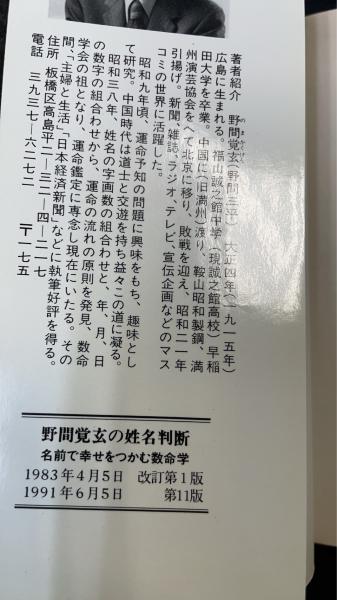 著者紹介　野間覚玄(野間三平)　大正四年(一九一五年)
広島に生まれる。福山誠之館中学(現誠之館高校)早稲
田大学を卒業。中国に(旧満州)渡り、鞍山昭和製鋼、満
州演芸協会をへて北京に移り、敗戦を迎え、昭和二一年
引揚げ。新聞、雑誌、ラジオ、テレビ、宣伝企画などのマス
コミの世界に活躍した。
昭和九年頃、運命予知の問題に興味をもち、趣味とし
て研究。中国時代は道士と交遊を持ち益々この道に凝る。
昭和三八年、姓名の字画数の組合わせと、年、月、日
の数字の組合わせから、運命の流れの原則を発見、数命
学会の祖となり、運命鑑定に専念し現在にいたる。その
間、「主婦と生活」「日本経済新聞」などに執筆好評を得る。
住所　板橋区高島平二―三二―四―二一七
電話　三九三七―六二七二　〒一七五
野間覚玄の姓名判断
名前で幸せをつかむ数命学
1983年4月5日　改訂第1版
1991年6月5日　第11版